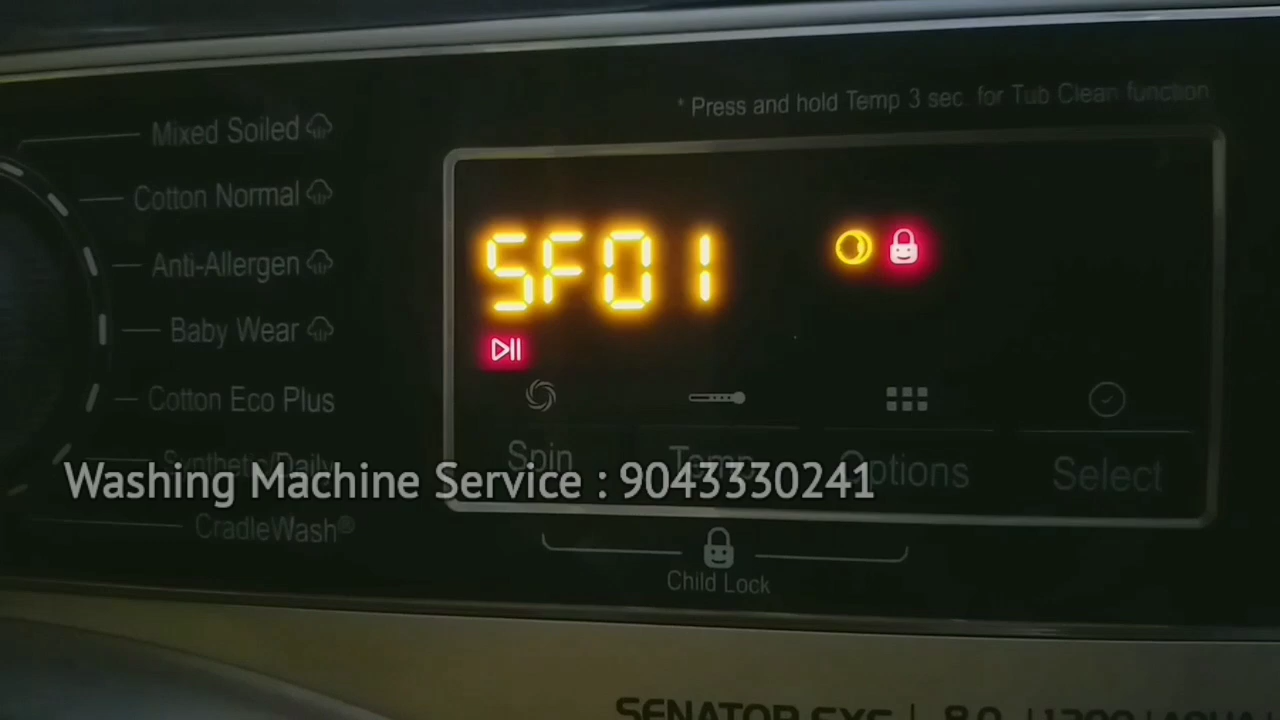 * Press and hold Temp 3 sec. for Tub Clean function
Mixed Soiled
Cotton Normal
Anti-Allergen
Baby Wear
Cotton Eco Plus
Synthetic/Daily
CradleWash®
SF01
Spin Temp Options Select
Washing Machine Service : 9043330241
Child Lock
SENATOR